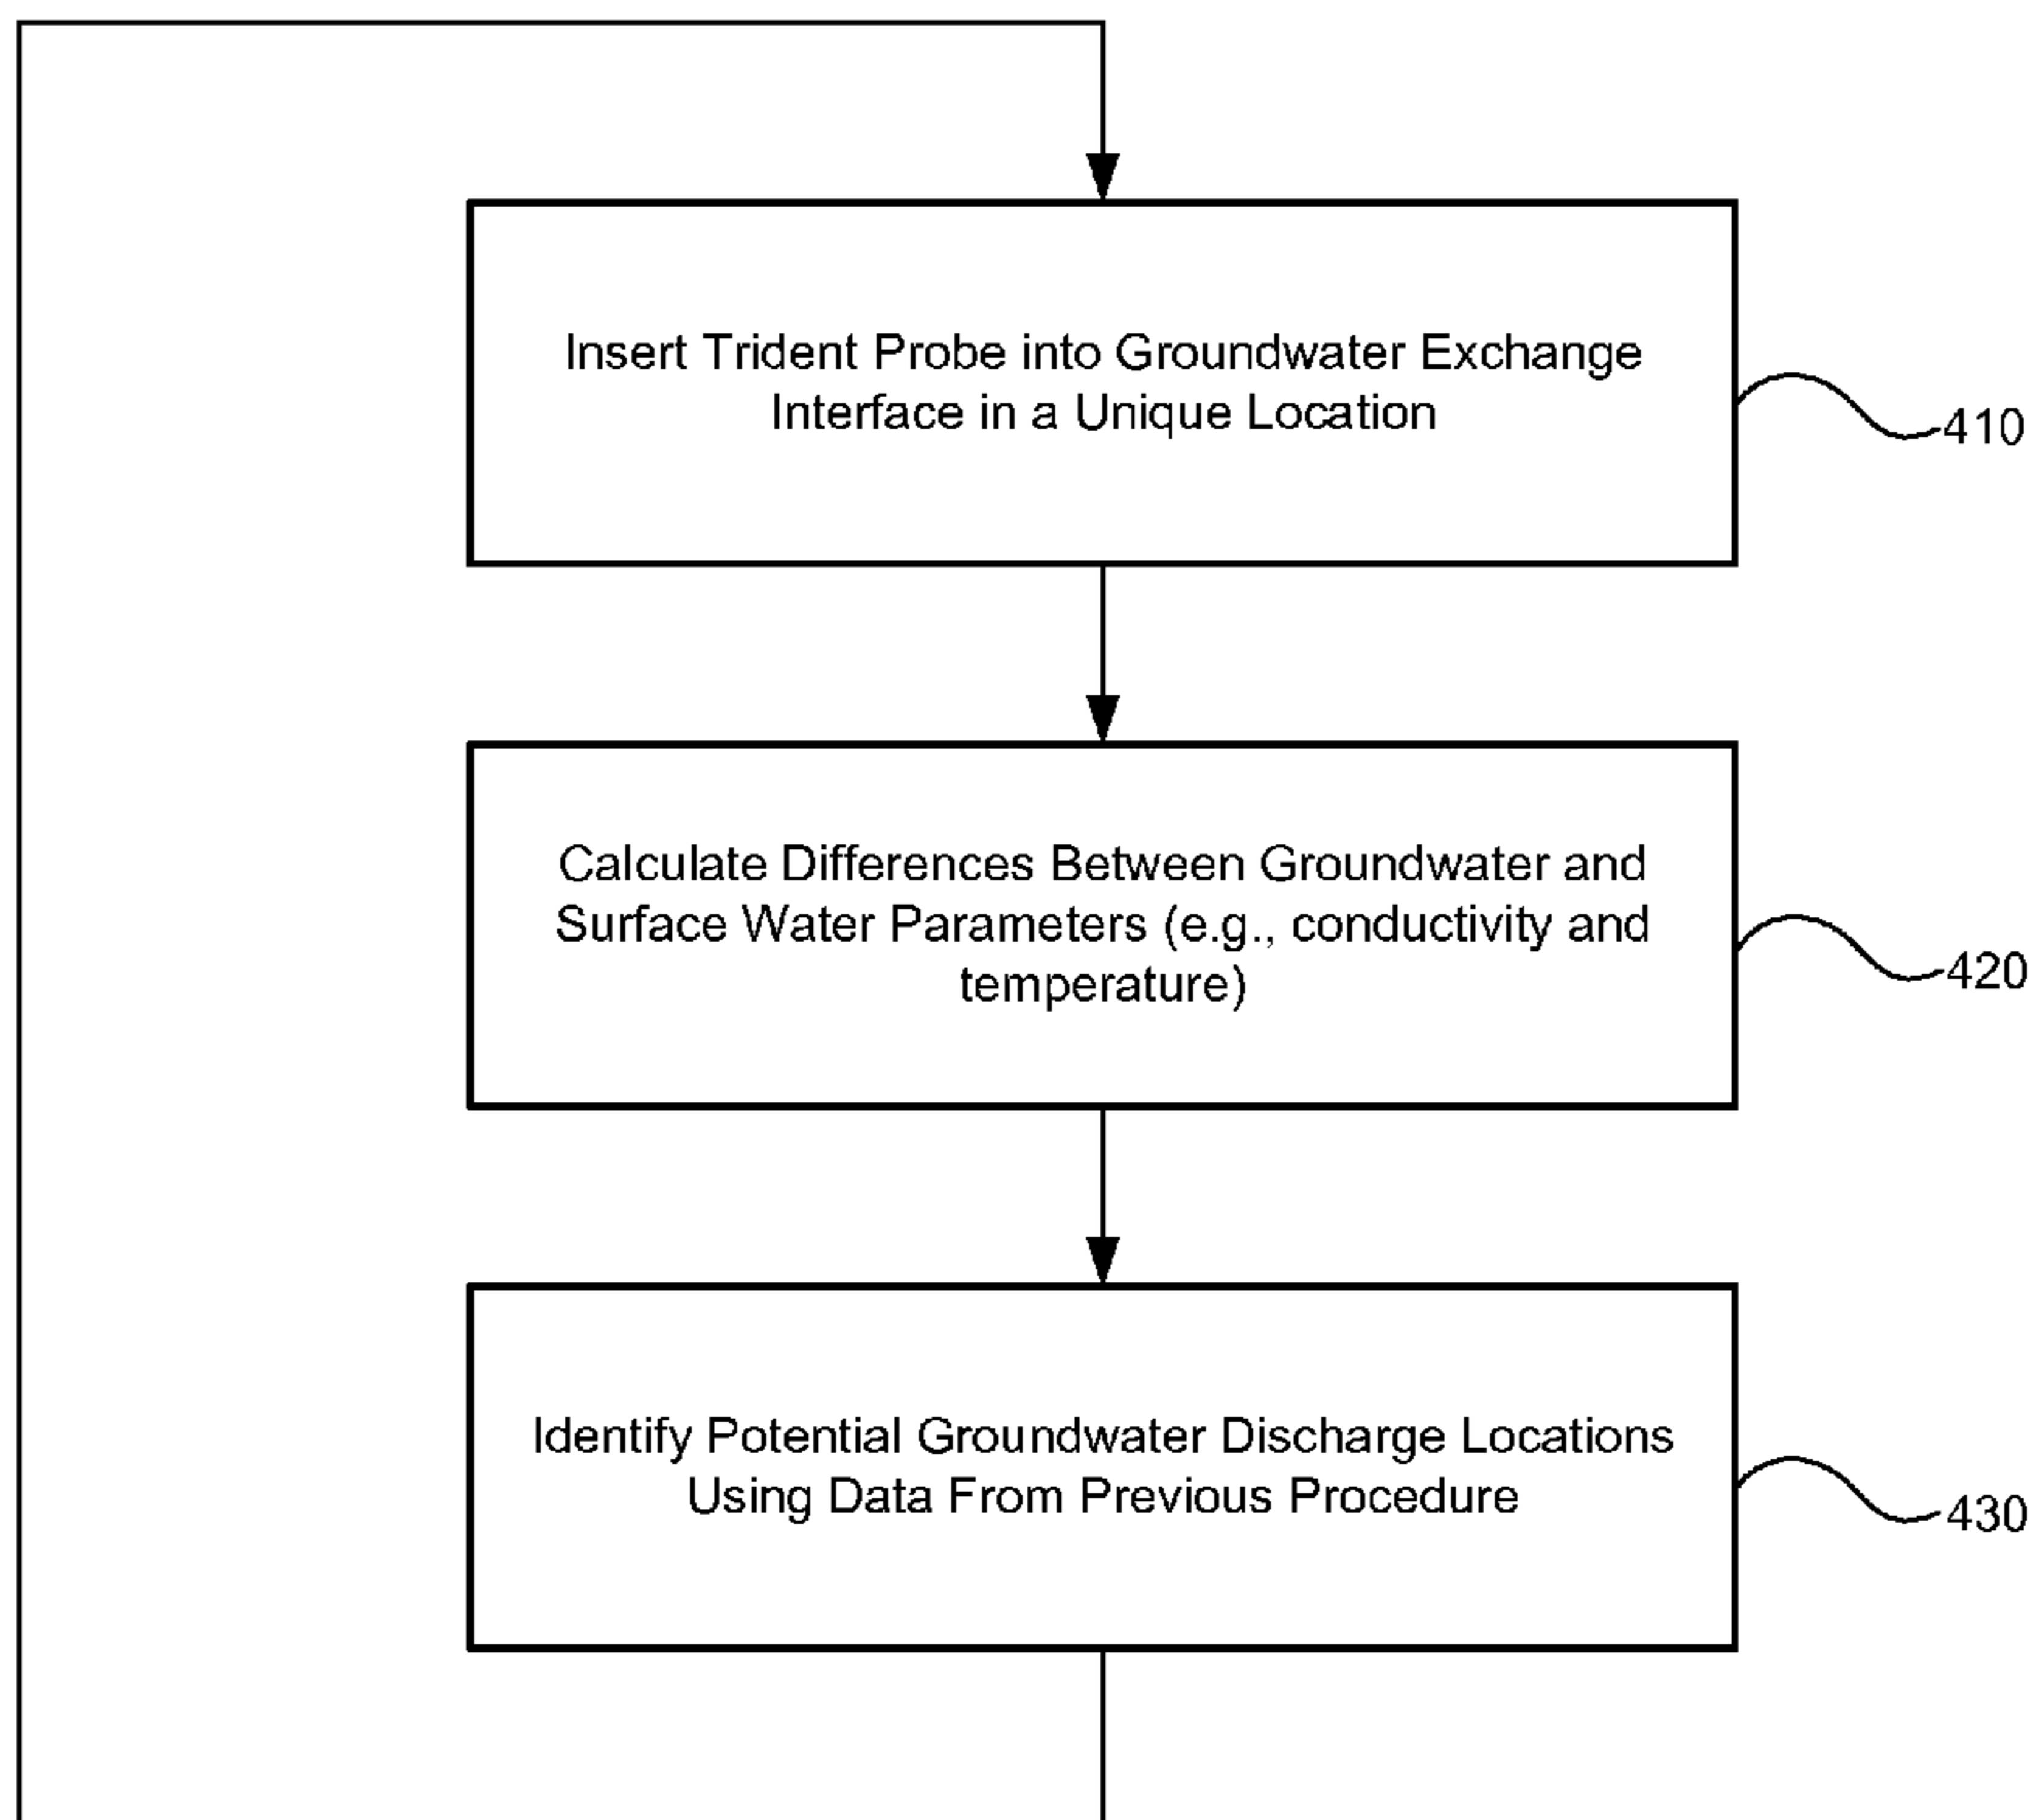 Insert Trident Probe into Groundwater Exchange
Interface in a Unique Location
410
Calculate Differences Between Groundwater and
Surface Water Parameters (e.g., conductivity and
temperature)
420
Identify Potential Groundwater Discharge Locations
Using Data From Previous Procedure
430